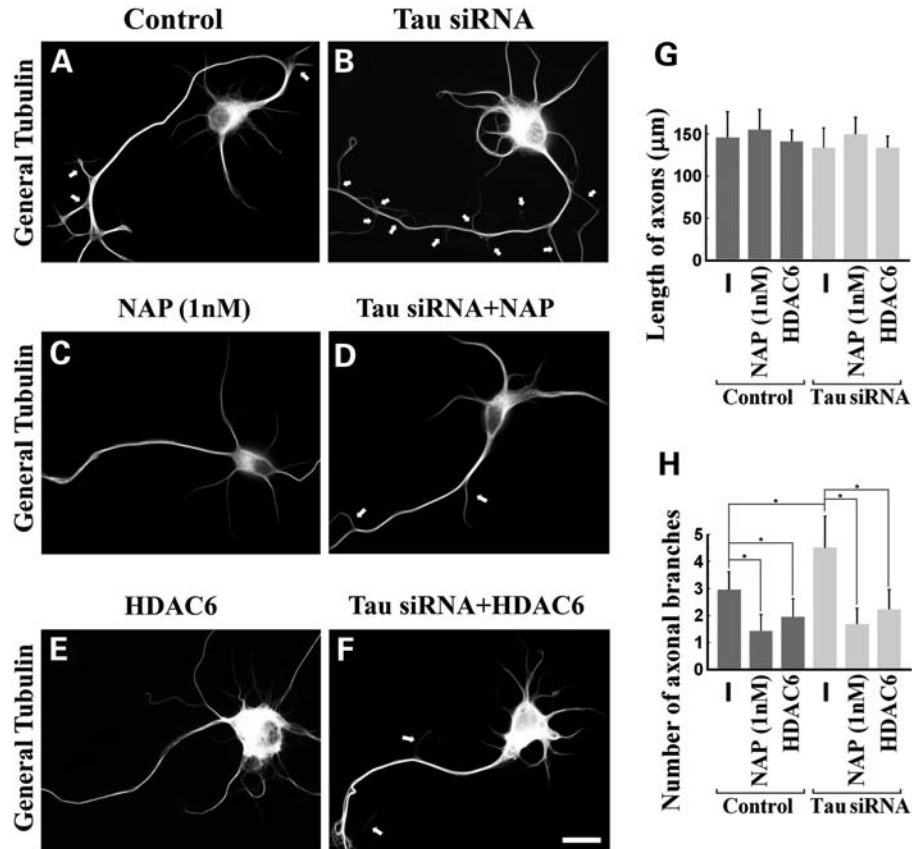 Control
Tau siRNA
General Tubulin
A
B
NAP (1nM)
Tau siRNA+NAP
General Tubulin
C
D
HDAC6
Tau siRNA+HDAC6
General Tubulin
E
F
G
Length of axons (μm)
150
100
50
0
–
NAP (1nM)
HDAC6
–
NAP (1nM)
HDAC6
Control
Tau siRNA
H
Number of axonal branches
5
4
3
2
1
0
*
*
*
*
*
–
NAP (1nM)
HDAC6
–
NAP (1nM)
HDAC6
Control
Tau siRNA